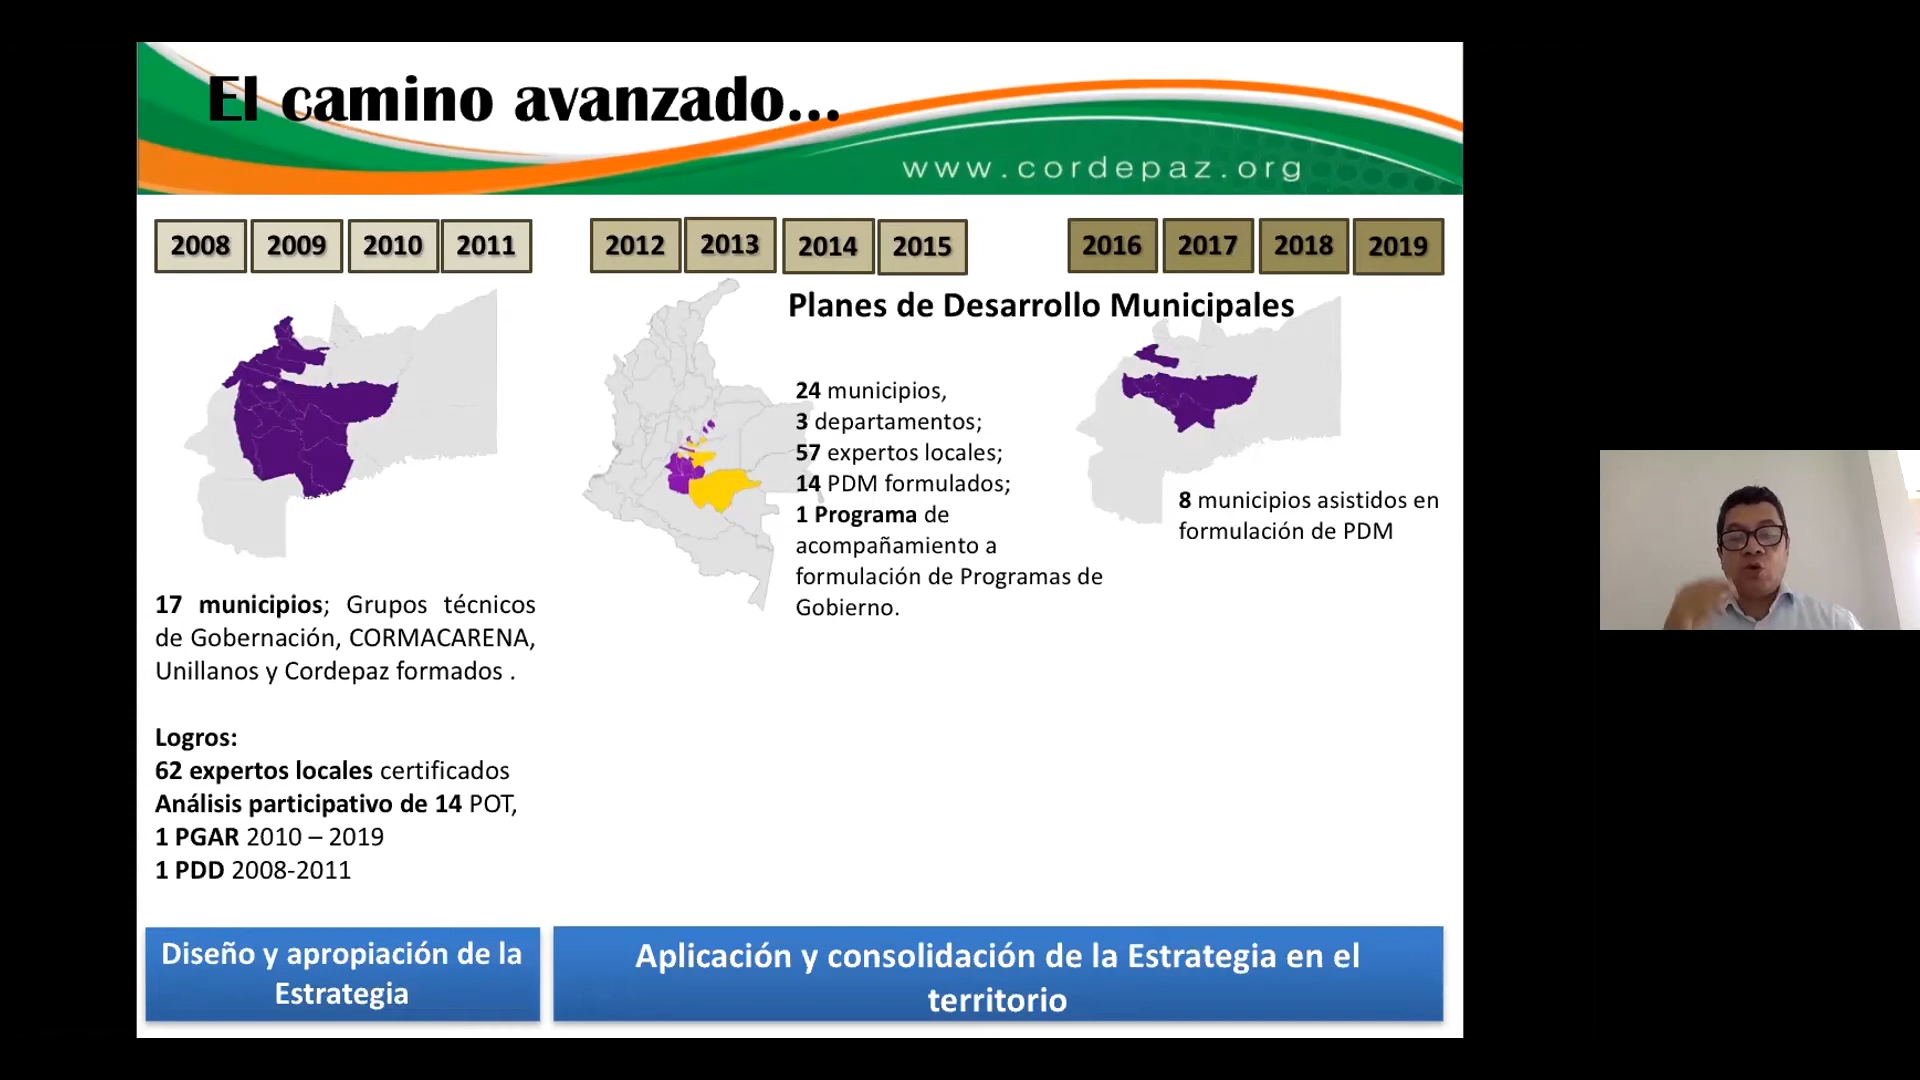 El camino avanzado...
www.cordepaz.org
2008 2009 2010 2011
2012 2013 2014 2015
2016 2017 2018 2019
Planes de Desarrollo Municipales
17 municipios; Grupos técnicos
de Gobernación, CORMACARENA,
Unillanos y Cordepaz formados .
Logros:
62 expertos locales certificados
Análisis participativo de 14 POT,
1 PGAR 2010 – 2019
1 PDD 2008-2011
24 municipios,
3 departamentos;
57 expertos locales;
14 PDM formulados;
1 Programa de
acompañamiento a
formulación de Programas de
Gobierno.
8 municipios asistidos en
formulación de PDM
Diseño y apropiación de la
Estrategia
Aplicación y consolidación de la Estrategia en el
territorio